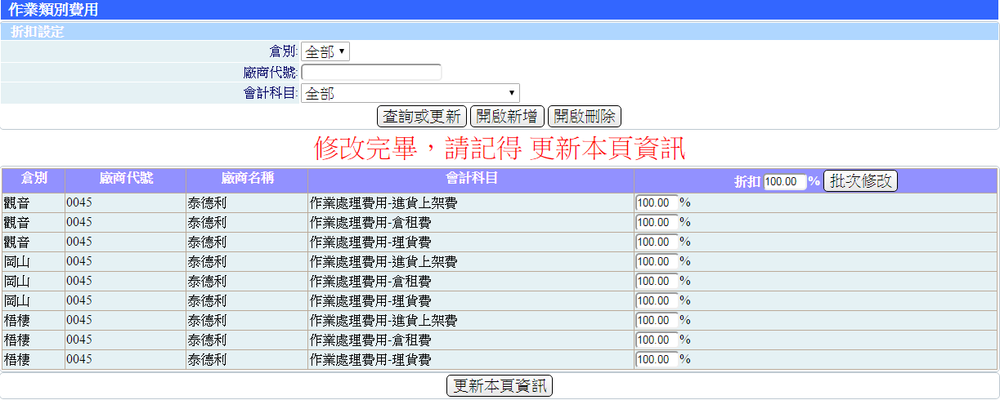 作業類別費用
折扣設定
倉別: 全部
廠商代號:
會計科目: 全部
查詢或更新 開啟新增 開啟刪除
修改完畢，請記得 更新本頁資訊
倉別 廠商代號 廠商名稱 會計科目 折扣 100.00 % 批次修改
觀音 0045 泰德利 作業處理費用-進貨上架費 100.00 %
觀音 0045 泰德利 作業處理費用-倉租費 100.00 %
觀音 0045 泰德利 作業處理費用-理貨費 100.00 %
岡山 0045 泰德利 作業處理費用-進貨上架費 100.00 %
岡山 0045 泰德利 作業處理費用-倉租費 100.00 %
岡山 0045 泰德利 作業處理費用-理貨費 100.00 %
梧棲 0045 泰德利 作業處理費用-進貨上架費 100.00 %
梧棲 0045 泰德利 作業處理費用-倉租費 100.00 %
梧棲 0045 泰德利 作業處理費用-理貨費 100.00 %
更新本頁資訊